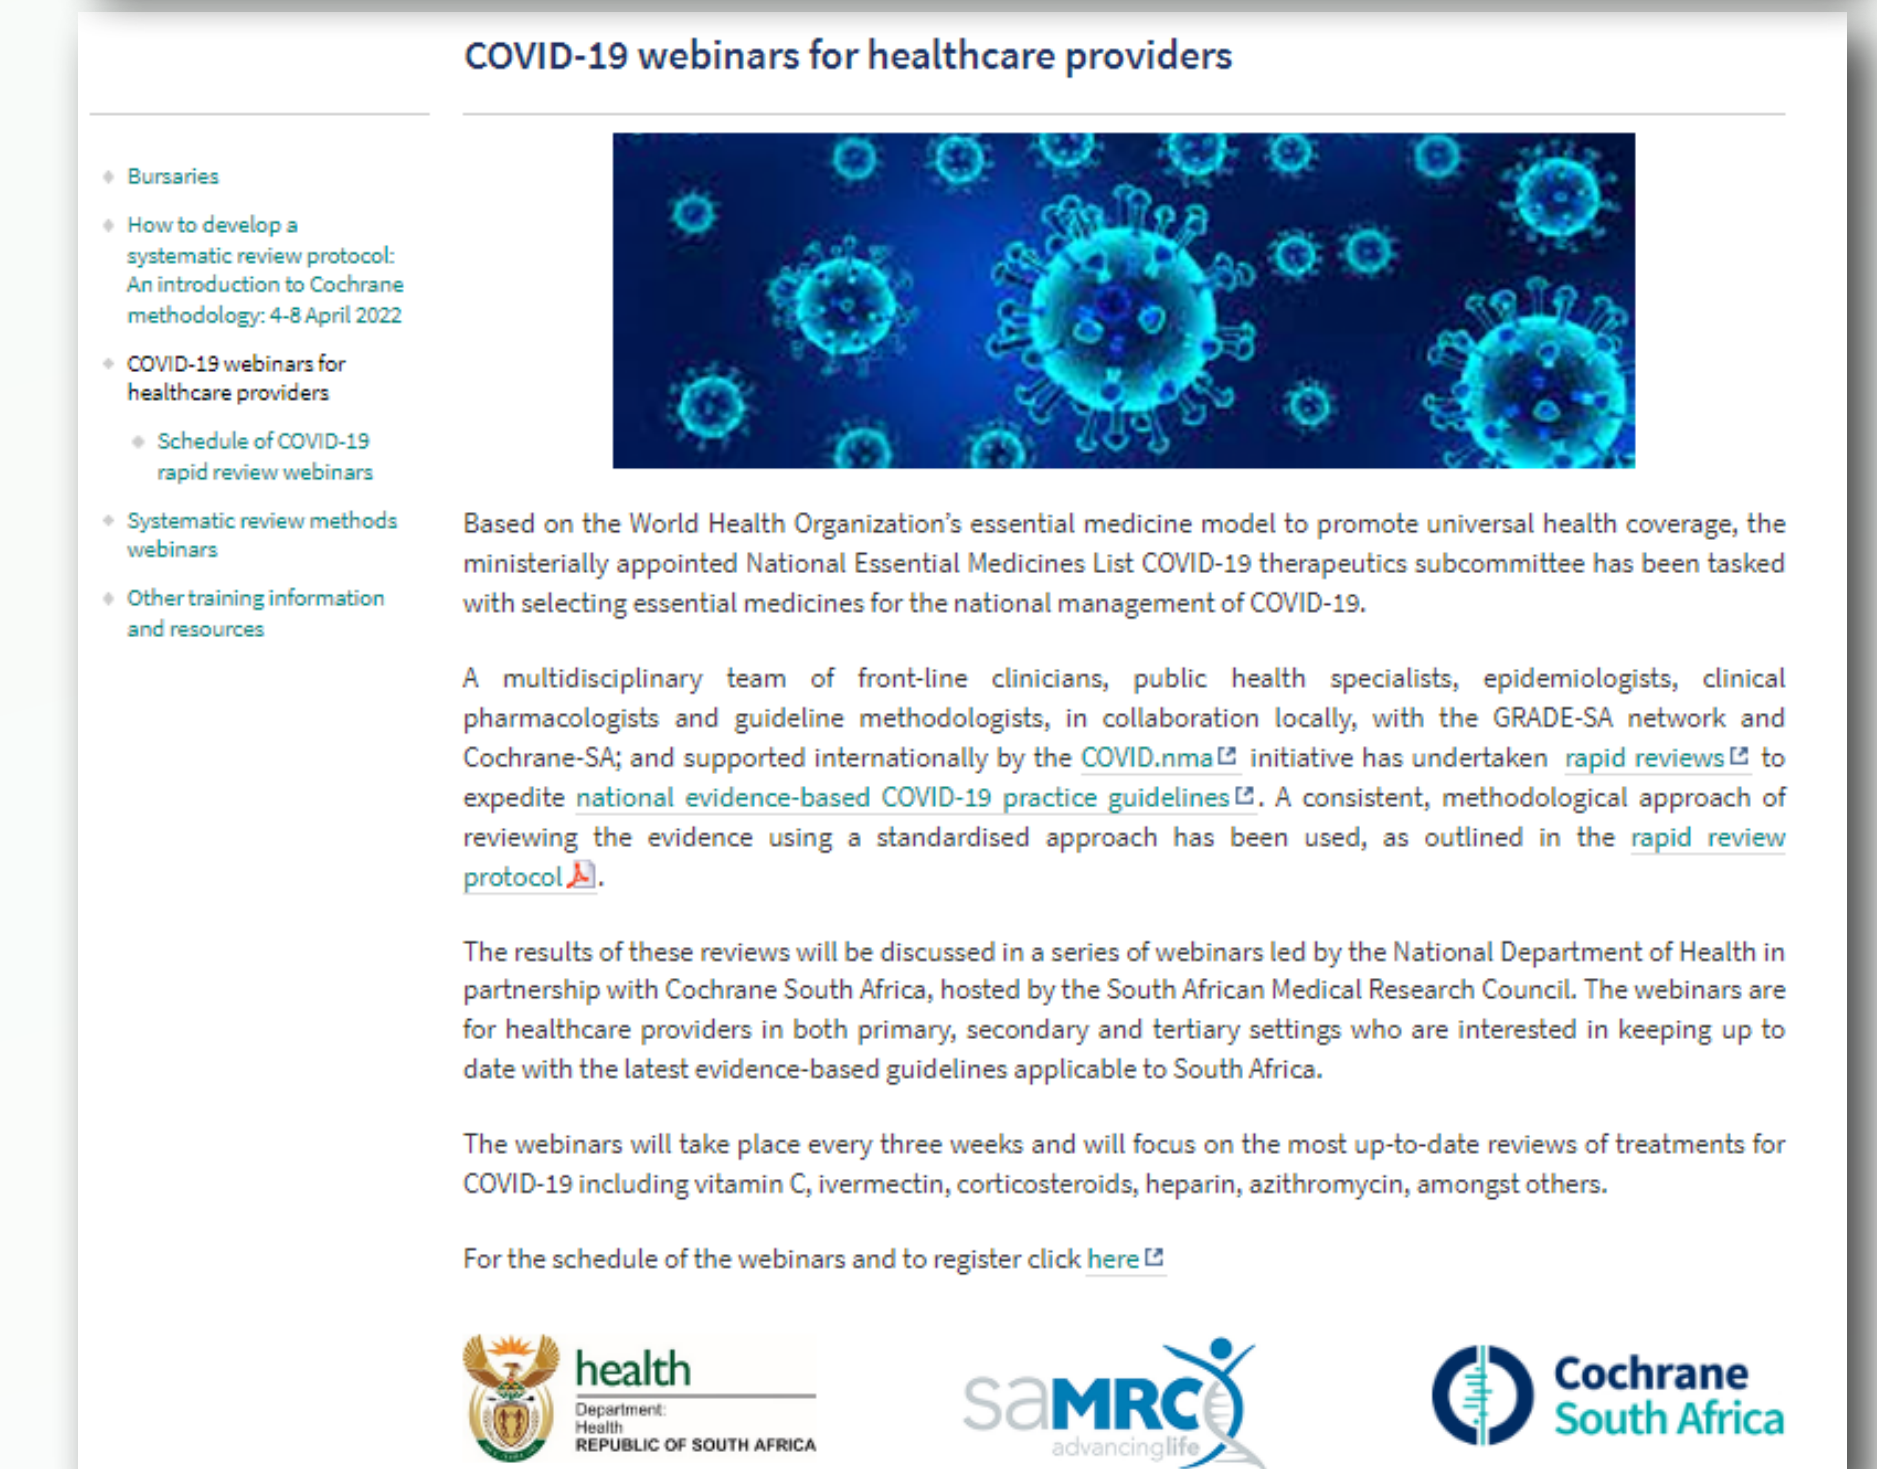 COVID-19 webinars for healthcare providers
Bursaries
How to develop a
systematic review protocol:
An introduction to Cochrane
methodology: 4-8 April 2022
COVID-19 webinars for
healthcare providers
Schedule of COVID-19
rapid review webinars
Systematic review methods
webinars
Other training information
and resources
Based on the World Health Organization’s essential medicine model to promote universal health coverage, the
ministerially appointed National Essential Medicines List COVID-19 therapeutics subcommittee has been tasked
with selecting essential medicines for the national management of COVID-19.
A multidisciplinary team of front-line clinicians, public health specialists, epidemiologists, clinical
pharmacologists and guideline methodologists, in collaboration locally, with the GRADE-SA network and
Cochrane-SA; and supported internationally by the COVID.nma initiative has undertaken rapid reviews to
expedite national evidence-based COVID-19 practice guidelines. A consistent, methodological approach of
reviewing the evidence using a standardised approach has been used, as outlined in the rapid review
protocol.
The results of these reviews will be discussed in a series of webinars led by the National Department of Health in
partnership with Cochrane South Africa, hosted by the South African Medical Research Council. The webinars are
for healthcare providers in both primary, secondary and tertiary settings who are interested in keeping up to
date with the latest evidence-based guidelines applicable to South Africa.
The webinars will take place every three weeks and will focus on the most up-to-date reviews of treatments for
COVID-19 including vitamin C, ivermectin, corticosteroids, heparin, azithromycin, amongst others.
For the schedule of the webinars and to register click here
health
Department:
Health
REPUBLIC OF SOUTH AFRICA
saMRC
advancinglife
Cochrane
South Africa